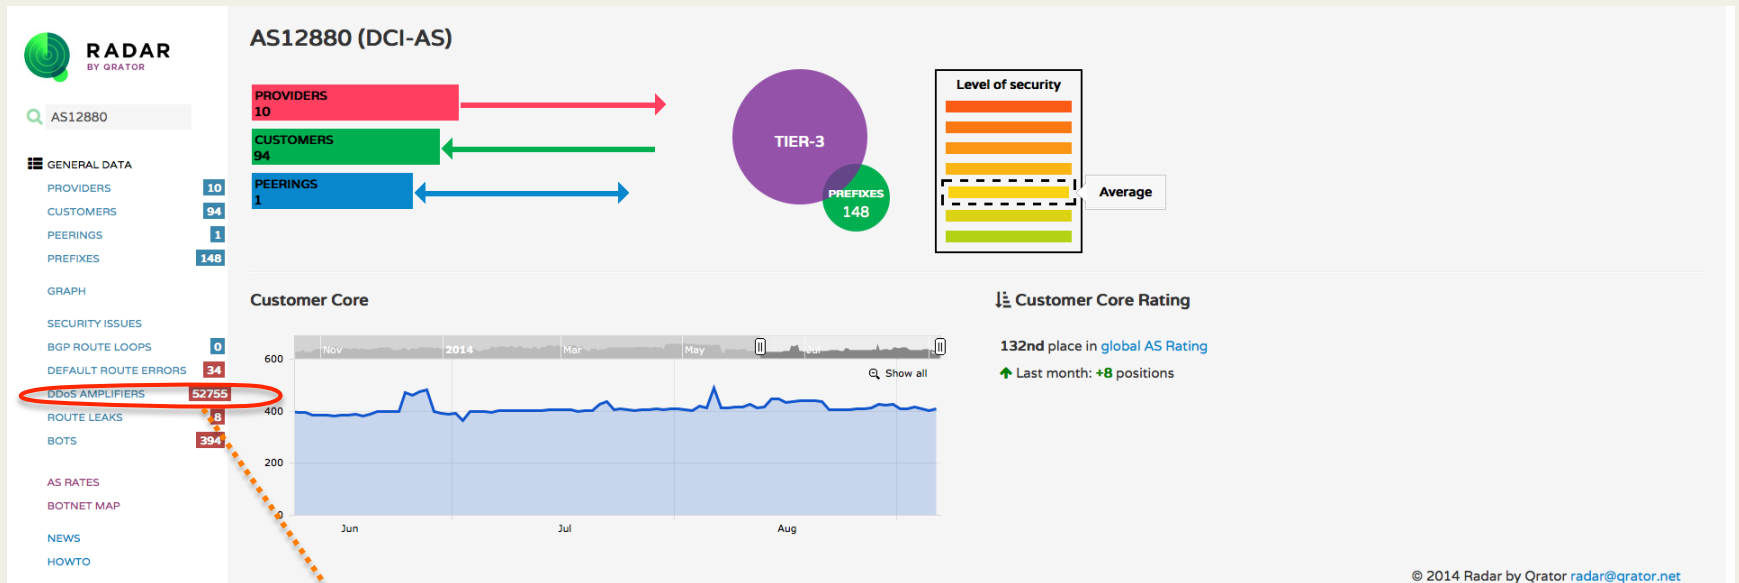 RADAR
BY QRATOR
AS12880
GENERAL DATA
PROVIDERS 10
CUSTOMERS 94
PEERINGS 1
PREFIXES 148
GRAPH
SECURITY ISSUES
BGP ROUTE LOOPS 0
DEFAULT ROUTE ERRORS 34
DDoS AMPLIFIERS 52755
ROUTE LEAKS 8
BOTS 394
AS RATES
BOTNET MAP
NEWS
HOWTO
AS12880 (DCI-AS)
PROVIDERS
10
CUSTOMERS
94
PEERINGS
1
TIER-3
PREFIXES
148
Level of security
Average
Customer Core
Nov 2014 Mar May Jul
Show all
600
400
200
0
Jun Jul Aug
Customer Core Rating
132nd place in global AS Rating
Last month: +8 positions
© 2014 Radar by Qrator radar@qrator.net